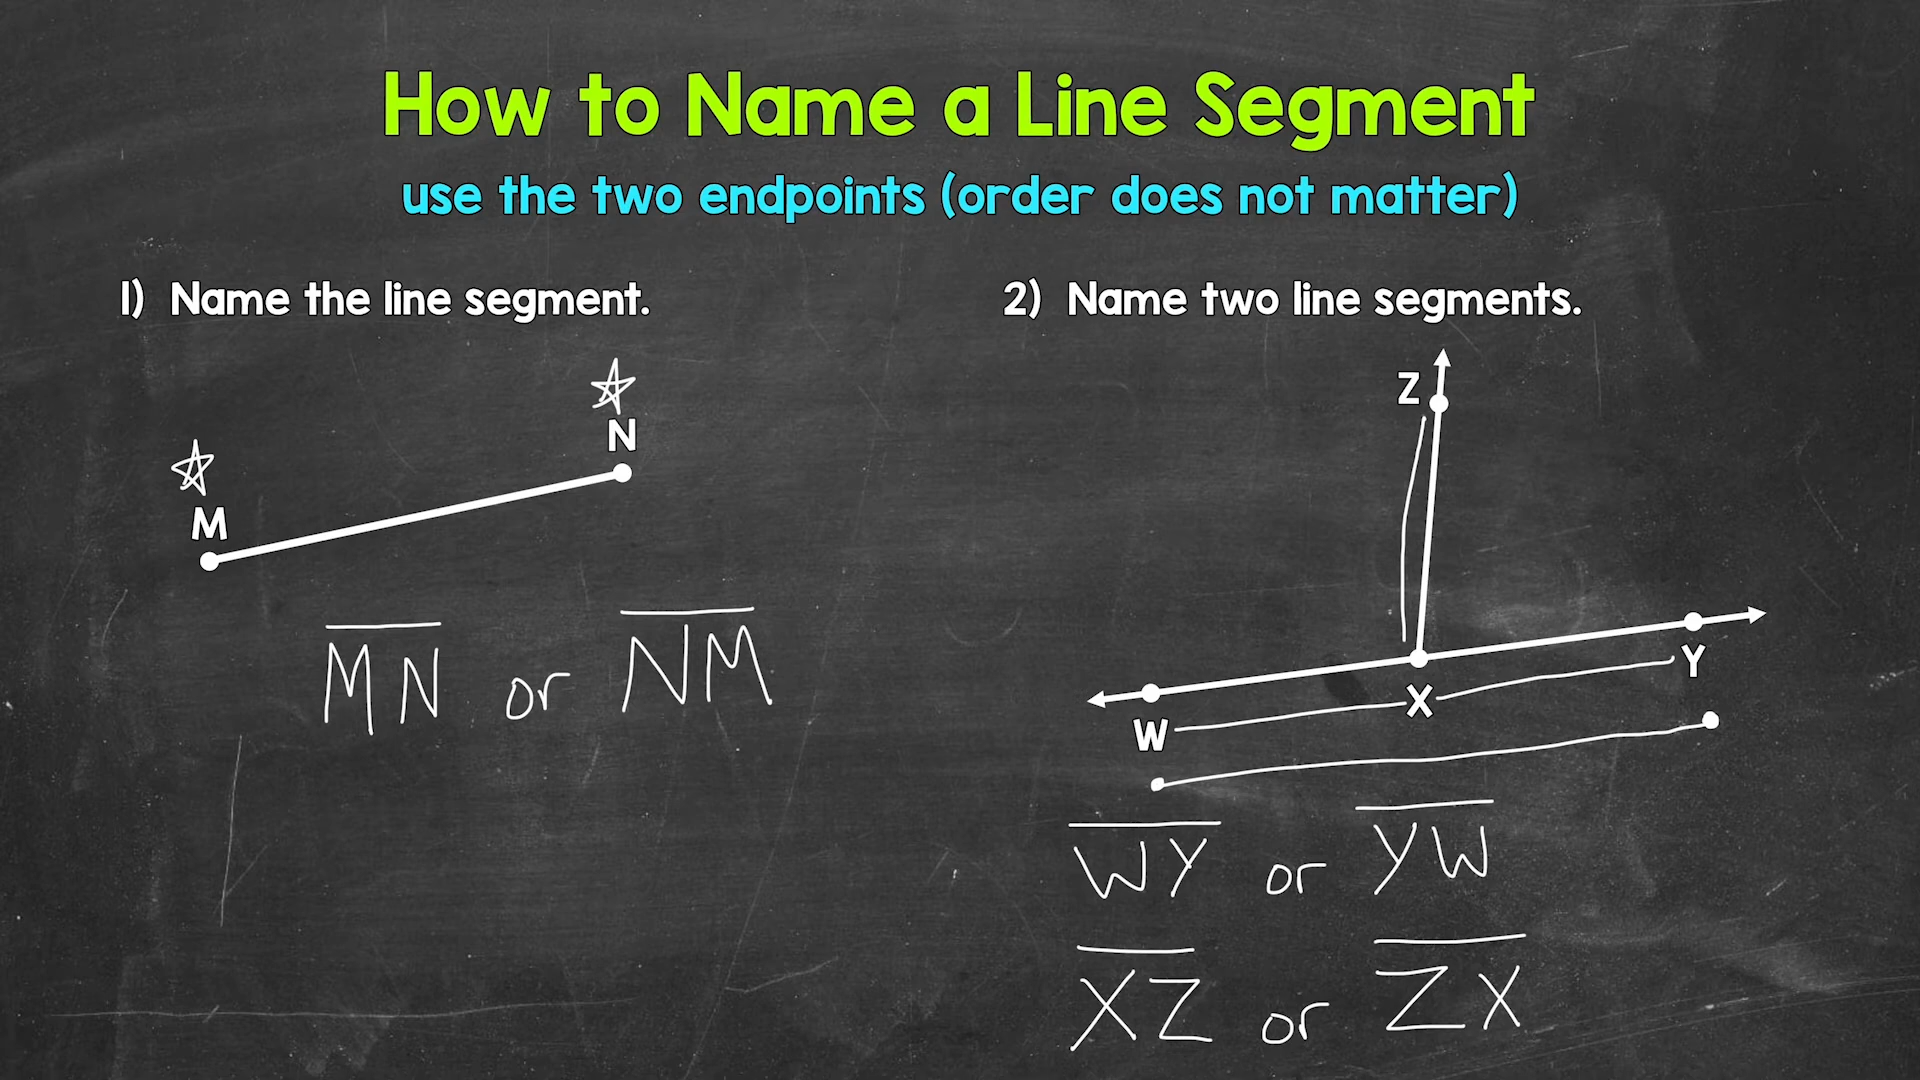 How to Name a Line Segment
use the two endpoints (order does not matter)
1) Name the line segment.
N
M
MN or NM
2) Name two line segments.
Z
Y
X
W
WY or YW
XZ or ZX